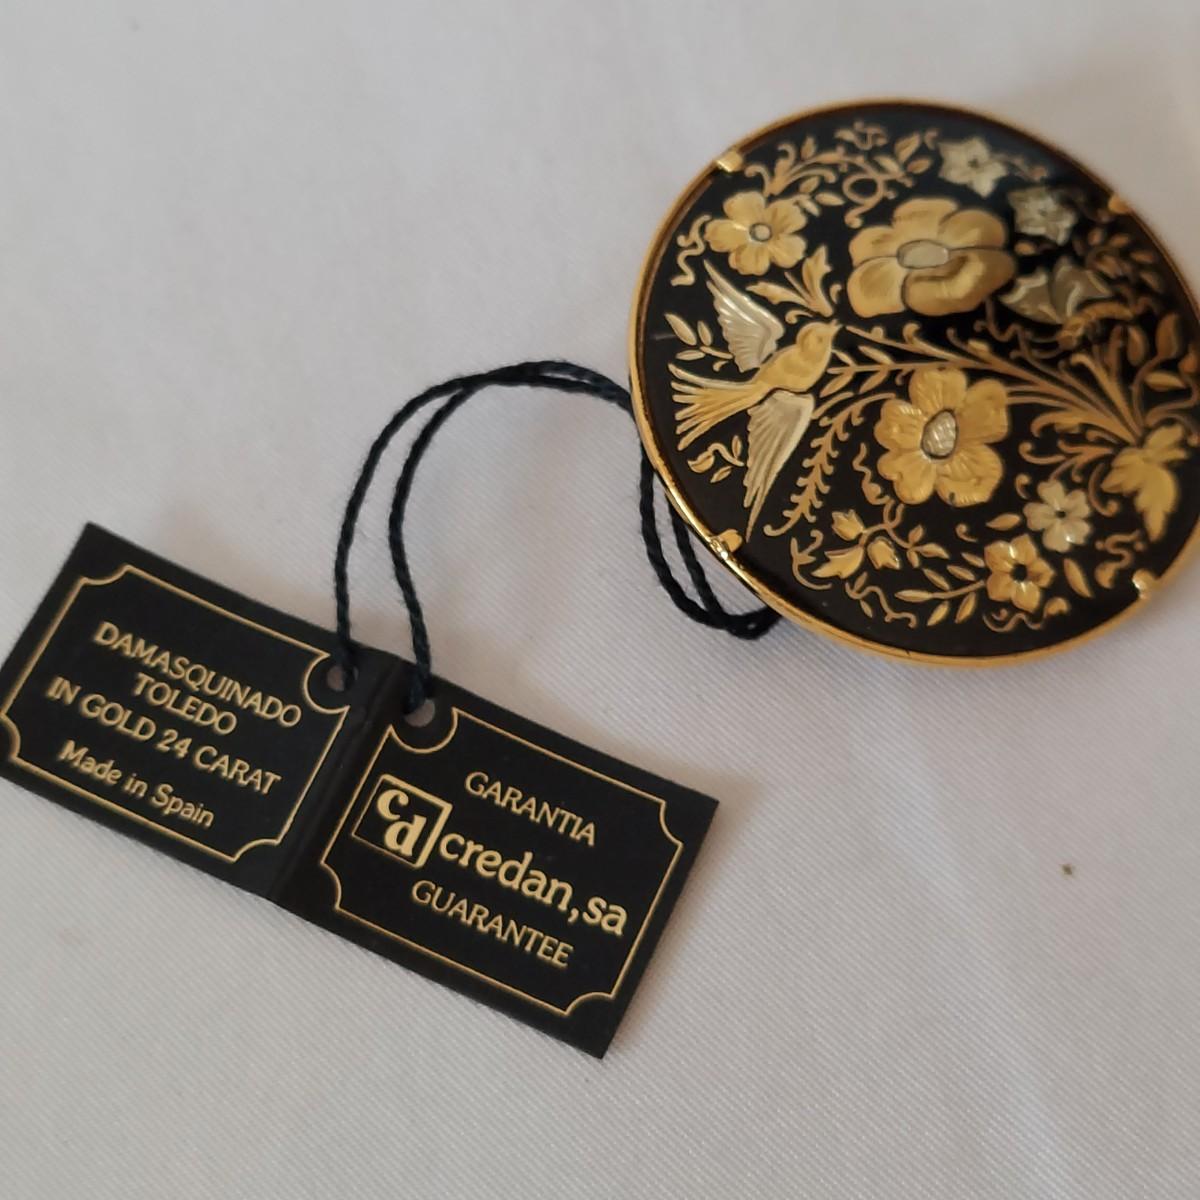 DAMASQUINADO
TOLEDO
IN GOLD 24 CARAT
Made in Spain
GARANTIA
cd credan, sa
GUARANTEE